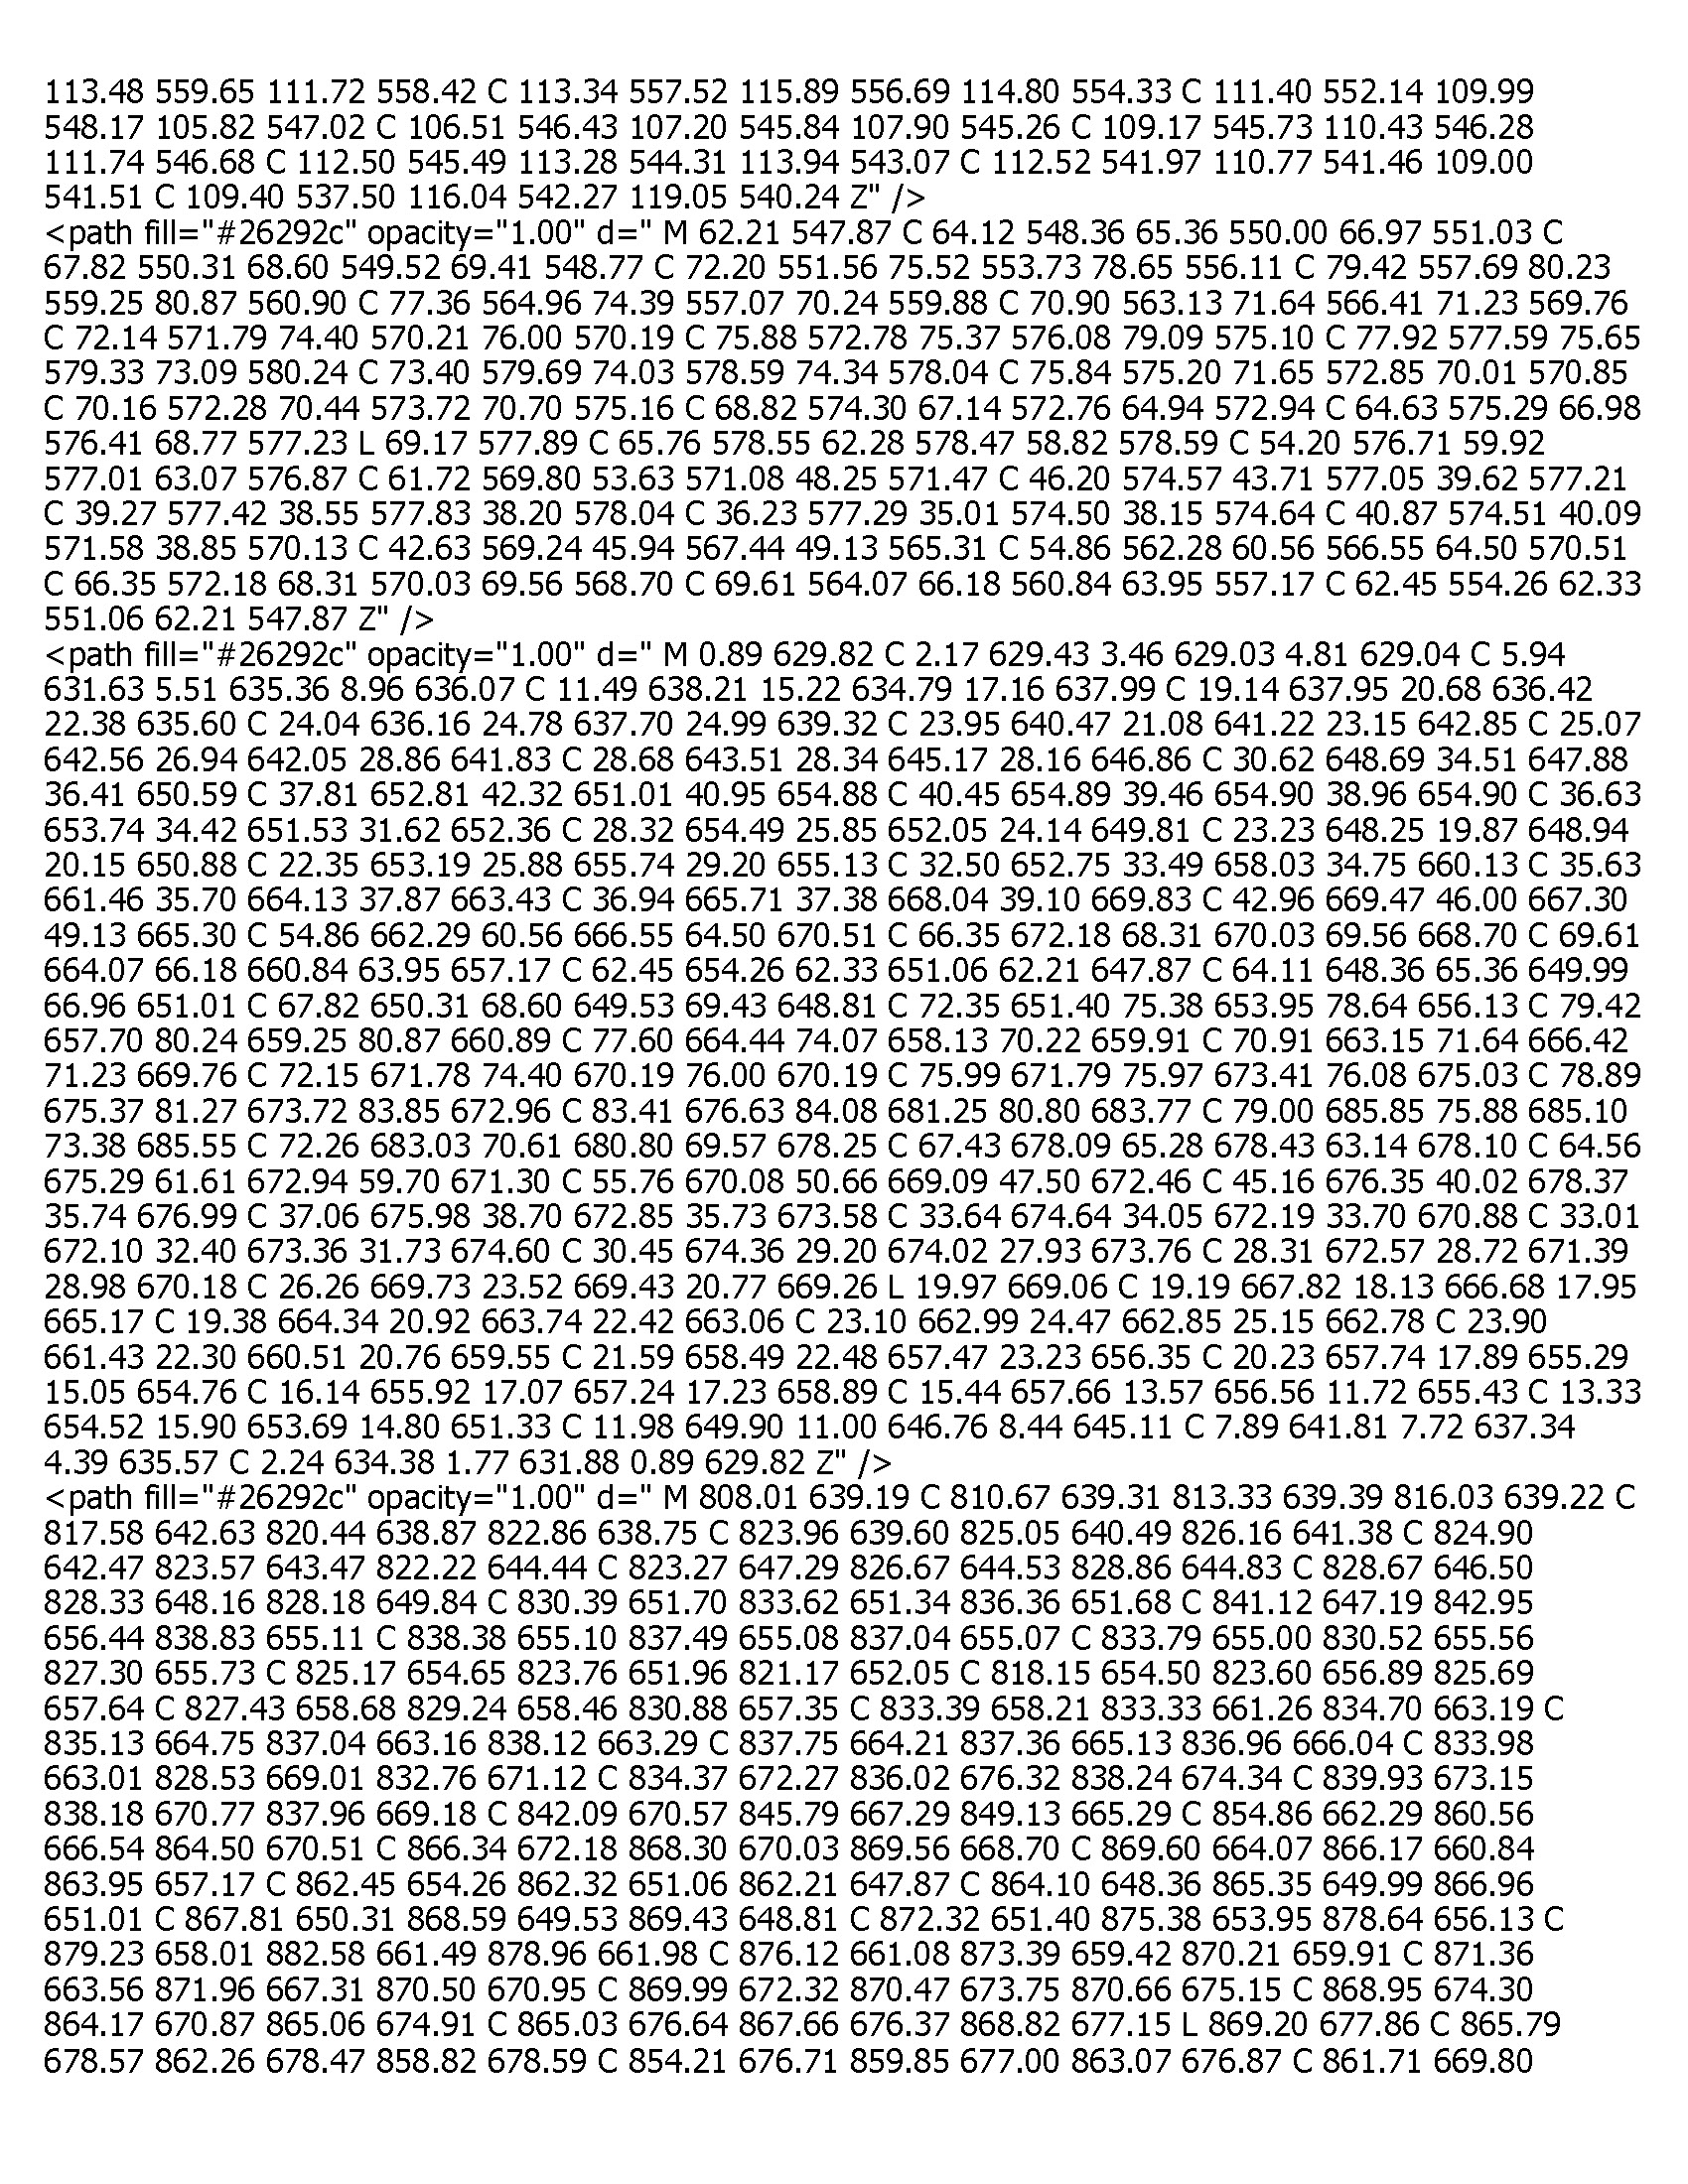 113.48 559.65 111.72 558.42 C 113.34 557.52 115.89 556.69 114.80 554.33 C 111.40 552.14 109.99
548.17 105.82 547.02 C 106.51 546.43 107.20 545.84 107.90 545.26 C 109.17 545.73 110.43 546.28
111.74 546.68 C 112.50 545.49 113.28 544.31 113.94 543.07 C 112.52 541.97 110.77 541.46 109.00
541.51 C 109.40 537.50 116.04 542.27 119.05 540.24 Z" />
<path fill="#26292c" opacity="1.00" d=" M 62.21 547.87 C 64.12 548.36 65.36 550.00 66.97 551.03 C
67.82 550.31 68.60 549.52 69.41 548.77 C 72.20 551.56 75.52 553.73 78.65 556.11 C 79.42 557.69 80.23
559.25 80.87 560.90 C 77.36 564.96 74.39 557.07 70.24 559.88 C 70.90 563.13 71.64 566.41 71.23 569.76
C 72.14 571.79 74.40 570.21 76.00 570.19 C 75.88 572.78 75.37 576.08 79.09 575.10 C 77.92 577.59 75.65
579.33 73.09 580.24 C 73.40 579.69 74.03 578.59 74.34 578.04 C 75.84 575.20 71.65 572.85 70.01 570.85
C 70.16 572.28 70.44 573.72 70.70 575.16 C 68.82 574.30 67.14 572.76 64.94 572.94 C 64.63 575.29 66.98
576.41 68.77 577.23 L 69.17 577.89 C 65.76 578.55 62.28 578.47 58.82 578.59 C 54.20 576.71 59.92
577.01 63.07 576.87 C 61.72 569.80 53.63 571.08 48.25 571.47 C 46.20 574.57 43.71 577.05 39.62 577.21
C 39.27 577.42 38.55 577.83 38.20 578.04 C 36.23 577.29 35.01 574.50 38.15 574.64 C 40.87 574.51 40.09
571.58 38.85 570.13 C 42.63 569.24 45.94 567.44 49.13 565.31 C 54.86 562.28 60.56 566.55 64.50 570.51
C 66.35 572.18 68.31 570.03 69.56 568.70 C 69.61 564.07 66.18 560.84 63.95 557.17 C 62.45 554.26 62.33
551.06 62.21 547.87 Z" />
<path fill="#26292c" opacity="1.00" d=" M 0.89 629.82 C 2.17 629.43 3.46 629.03 4.81 629.04 C 5.94
631.63 5.51 635.36 8.96 636.07 C 11.49 638.21 15.22 634.79 17.16 637.99 C 19.14 637.95 20.68 636.42
22.38 635.60 C 24.04 636.16 24.78 637.70 24.99 639.32 C 23.95 640.47 21.08 641.22 23.15 642.85 C 25.07
642.56 26.94 642.05 28.86 641.83 C 28.68 643.51 28.34 645.17 28.16 646.86 C 30.62 648.69 34.51 647.88
36.41 650.59 C 37.81 652.81 42.32 651.01 40.95 654.88 C 40.45 654.89 39.46 654.90 38.96 654.90 C 36.63
653.74 34.42 651.53 31.62 652.36 C 28.32 654.49 25.85 652.05 24.14 649.81 C 23.23 648.25 19.87 648.94
20.15 650.88 C 22.35 653.19 25.88 655.74 29.20 655.13 C 32.50 652.75 33.49 658.03 34.75 660.13 C 35.63
661.46 35.70 664.13 37.87 663.43 C 36.94 665.71 37.38 668.04 39.10 669.83 C 42.96 669.47 46.00 667.30
49.13 665.30 C 54.86 662.29 60.56 666.55 64.50 670.51 C 66.35 672.18 68.31 670.03 69.56 668.70 C 69.61
664.07 66.18 660.84 63.95 657.17 C 62.45 654.26 62.33 651.06 62.21 647.87 C 64.11 648.36 65.36 649.99
66.96 651.01 C 67.82 650.31 68.60 649.53 69.43 648.81 C 72.35 651.40 75.38 653.95 78.64 656.13 C 79.42
657.70 80.24 659.25 80.87 660.89 C 77.60 664.44 74.07 658.13 70.22 659.91 C 70.91 663.15 71.64 666.42
71.23 669.76 C 72.15 671.78 74.40 670.19 76.00 670.19 C 75.99 671.79 75.97 673.41 76.08 675.03 C 78.89
675.37 81.27 673.72 83.85 672.96 C 83.41 676.63 84.08 681.25 80.80 683.77 C 79.00 685.85 75.88 685.10
73.38 685.55 C 72.26 683.03 70.61 680.80 69.57 678.25 C 67.43 678.09 65.28 678.43 63.14 678.10 C 64.56
675.29 61.61 672.94 59.70 671.30 C 55.76 670.08 50.66 669.09 47.50 672.46 C 45.16 676.35 40.02 678.37
35.74 676.99 C 37.06 675.98 38.70 672.85 35.73 673.58 C 33.64 674.64 34.05 672.19 33.70 670.88 C 33.01
672.10 32.40 673.36 31.73 674.60 C 30.45 674.36 29.20 674.02 27.93 673.76 C 28.31 672.57 28.72 671.39
28.98 670.18 C 26.26 669.73 23.52 669.43 20.77 669.26 L 19.97 669.06 C 19.19 667.82 18.13 666.68 17.95
665.17 C 19.38 664.34 20.92 663.74 22.42 663.06 C 23.10 662.99 24.47 662.85 25.15 662.78 C 23.90
661.43 22.30 660.51 20.76 659.55 C 21.59 658.49 22.48 657.47 23.23 656.35 C 20.23 657.74 17.89 655.29
15.05 654.76 C 16.14 655.92 17.07 657.24 17.23 658.89 C 15.44 657.66 13.57 656.56 11.72 655.43 C 13.33
654.52 15.90 653.69 14.80 651.33 C 11.98 649.90 11.00 646.76 8.44 645.11 C 7.89 641.81 7.72 637.34
4.39 635.57 C 2.24 634.38 1.77 631.88 0.89 629.82 Z" />
<path fill="#26292c" opacity="1.00" d=" M 808.01 639.19 C 810.67 639.31 813.33 639.39 816.03 639.22 C
817.58 642.63 820.44 638.87 822.86 638.75 C 823.96 639.60 825.05 640.49 826.16 641.38 C 824.90
642.47 823.57 643.47 822.22 644.44 C 823.27 647.29 826.67 644.53 828.86 644.83 C 828.67 646.50
828.33 648.16 828.18 649.84 C 830.39 651.70 833.62 651.34 836.36 651.68 C 841.12 647.19 842.95
656.44 838.83 655.11 C 838.38 655.10 837.49 655.08 837.04 655.07 C 833.79 655.00 830.52 655.56
827.30 655.73 C 825.17 654.65 823.76 651.96 821.17 652.05 C 818.15 654.50 823.60 656.89 825.69
657.64 C 827.43 658.68 829.24 658.46 830.88 657.35 C 833.39 658.21 833.33 661.26 834.70 663.19 C
835.13 664.75 837.04 663.16 838.12 663.29 C 837.75 664.21 837.36 665.13 836.96 666.04 C 833.98
663.01 828.53 669.01 832.76 671.12 C 834.37 672.27 836.02 676.32 838.24 674.34 C 839.93 673.15
838.18 670.77 837.96 669.18 C 842.09 670.57 845.79 667.29 849.13 665.29 C 854.86 662.29 860.56
666.54 864.50 670.51 C 866.34 672.18 868.30 670.03 869.56 668.70 C 869.60 664.07 866.17 660.84
863.95 657.17 C 862.45 654.26 862.32 651.06 862.21 647.87 C 864.10 648.36 865.35 649.99 866.96
651.01 C 867.81 650.31 868.59 649.53 869.43 648.81 C 872.32 651.40 875.38 653.95 878.64 656.13 C
879.23 658.01 882.58 661.49 878.96 661.98 C 876.12 661.08 873.39 659.42 870.21 659.91 C 871.36
663.56 871.96 667.31 870.50 670.95 C 869.99 672.32 870.47 673.75 870.66 675.15 C 868.95 674.30
864.17 670.87 865.06 674.91 C 865.03 676.64 867.66 676.37 868.82 677.15 L 869.20 677.86 C 865.79
678.57 862.26 678.47 858.82 678.59 C 854.21 676.71 859.85 677.00 863.07 676.87 C 861.71 669.80